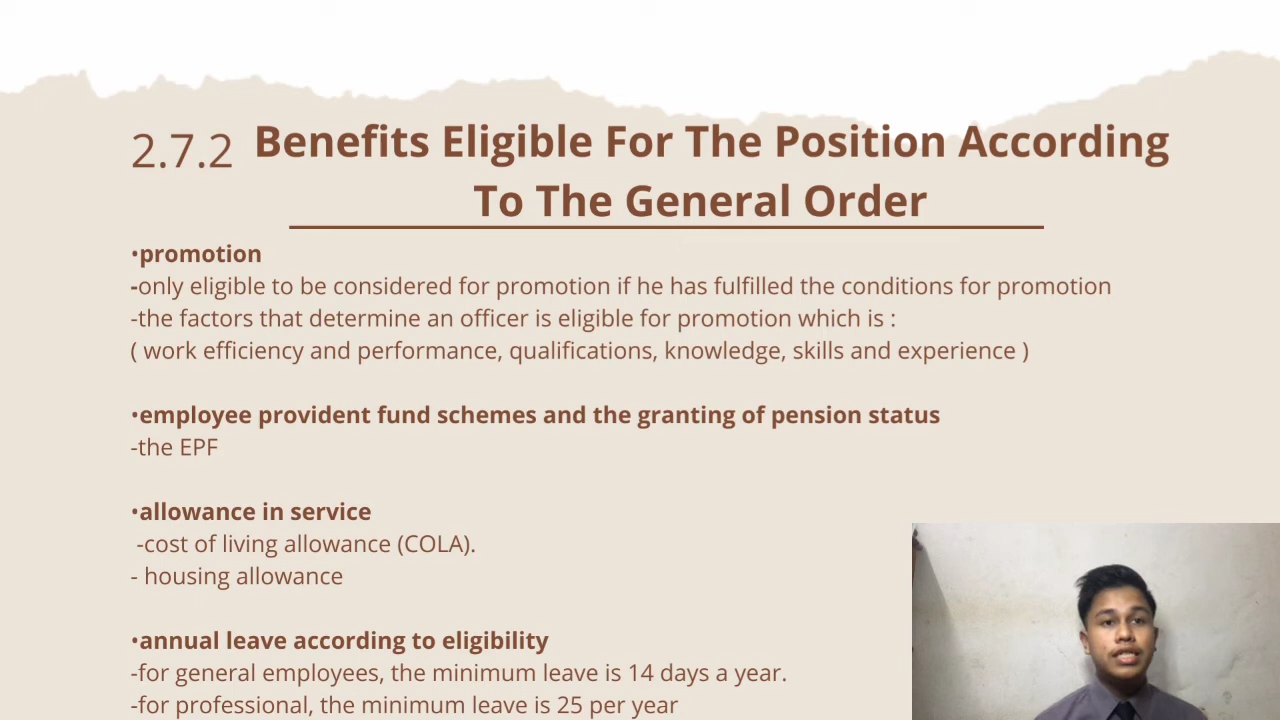 2.7.2 Benefits Eligible For The Position According
To The General Order
•promotion
-only eligible to be considered for promotion if he has fulfilled the conditions for promotion
-the factors that determine an officer is eligible for promotion which is :
( work efficiency and performance, qualifications, knowledge, skills and experience )
•employee provident fund schemes and the granting of pension status
-the EPF
•allowance in service
-cost of living allowance (COLA).
- housing allowance
•annual leave according to eligibility
-for general employees, the minimum leave is 14 days a year.
-for professional, the minimum leave is 25 per year